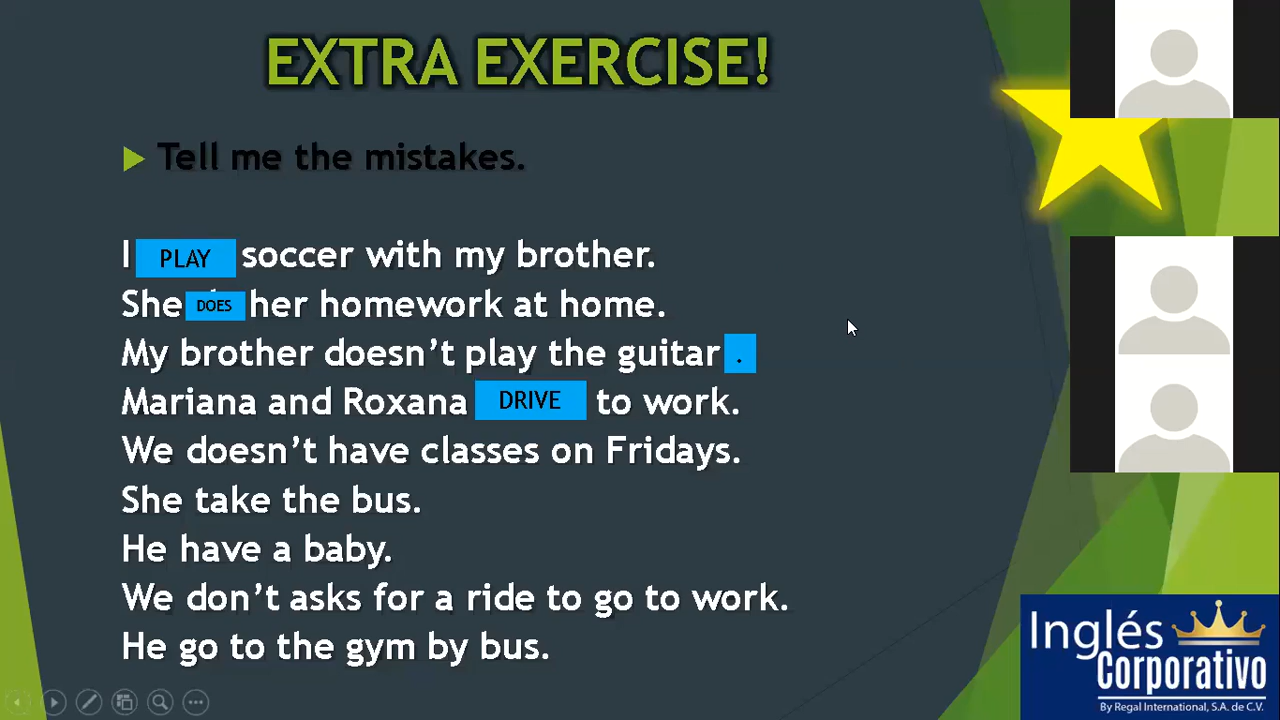 EXTRA EXERCISE!
Tell me the mistakes.
I PLAY soccer with my brother.
She DOES her homework at home.
My brother doesn't play the guitar .
Mariana and Roxana DRIVE to work.
We doesn't have classes on Fridays.
She take the bus.
He have a baby.
We don't asks for a ride to go to work.
He go to the gym by bus.
Inglés
Corporativo
By Regal International, S.A. de C.V.